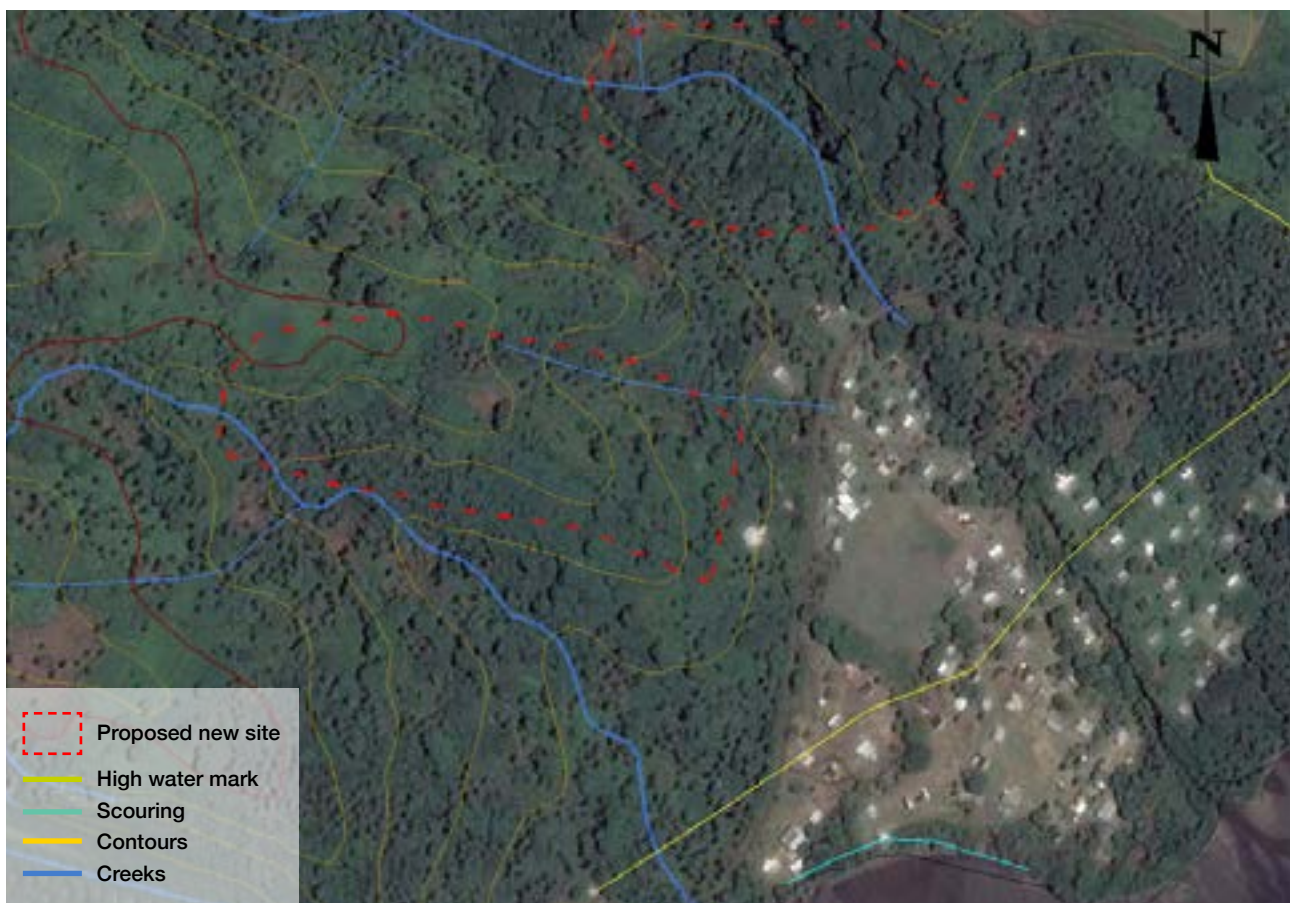 N
Proposed new site
High water mark
Scouring
Contours
Creeks